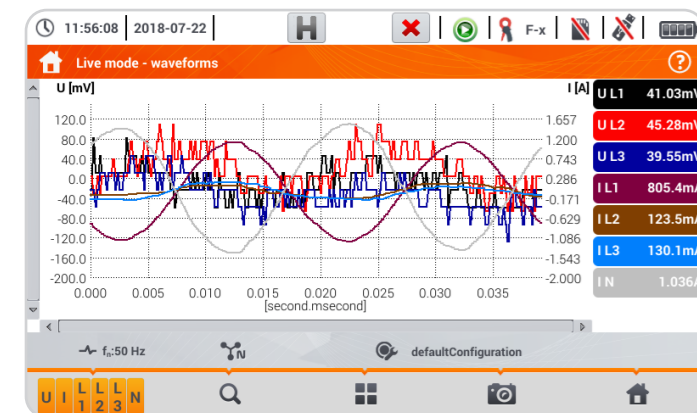 11:56:08 2018-07-22 H F-x
Live mode - waveforms ?
U [mV] I [A]
120.0
80.0
40.0
0.0
-40.0
-80.0
-120.0
-160.0
-200.0
1.657
1.200
0.743
0.286
-0.171
-0.629
-1.086
-1.543
-2.000
0.000 0.005 0.010 0.015 0.020 0.025 0.030 0.035
[second.msecond]
U L1 41.03mV
U L2 45.28mV
U L3 39.55mV
I L1 805.4m
I L2 123.5m
I L3 130.1m
I N 1.036
fn:50 Hz N defaultConfiguration
U I L1 L2 L3 N